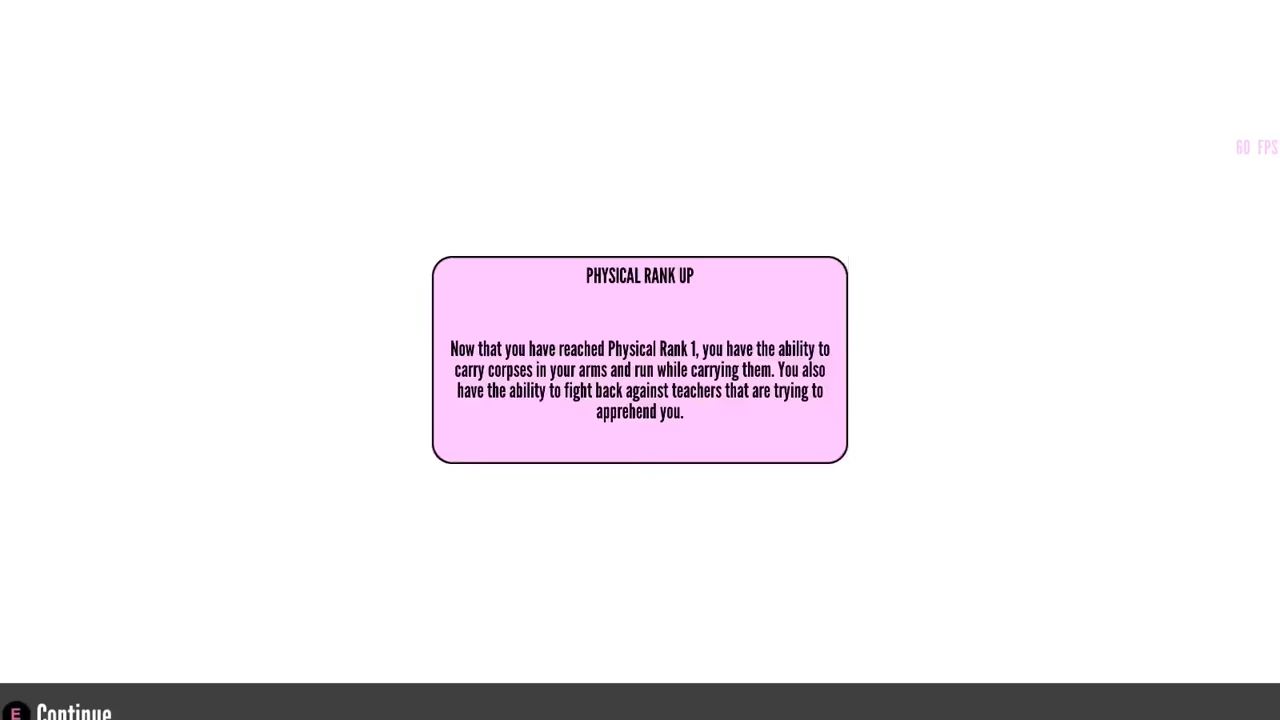 60 FPS
PHYSICAL RANK UP
Now that you have reached Physical Rank 1, you have the ability to
carry corpses in your arms and run while carrying them. You also
have the ability to fight back against teachers that are trying to
apprehend you.
E Continue